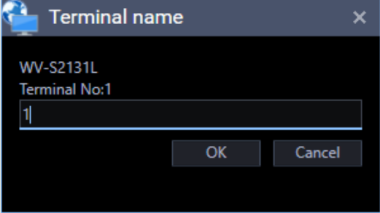 Terminal name
WV-S2131L
Terminal No:1
1
OK Cancel